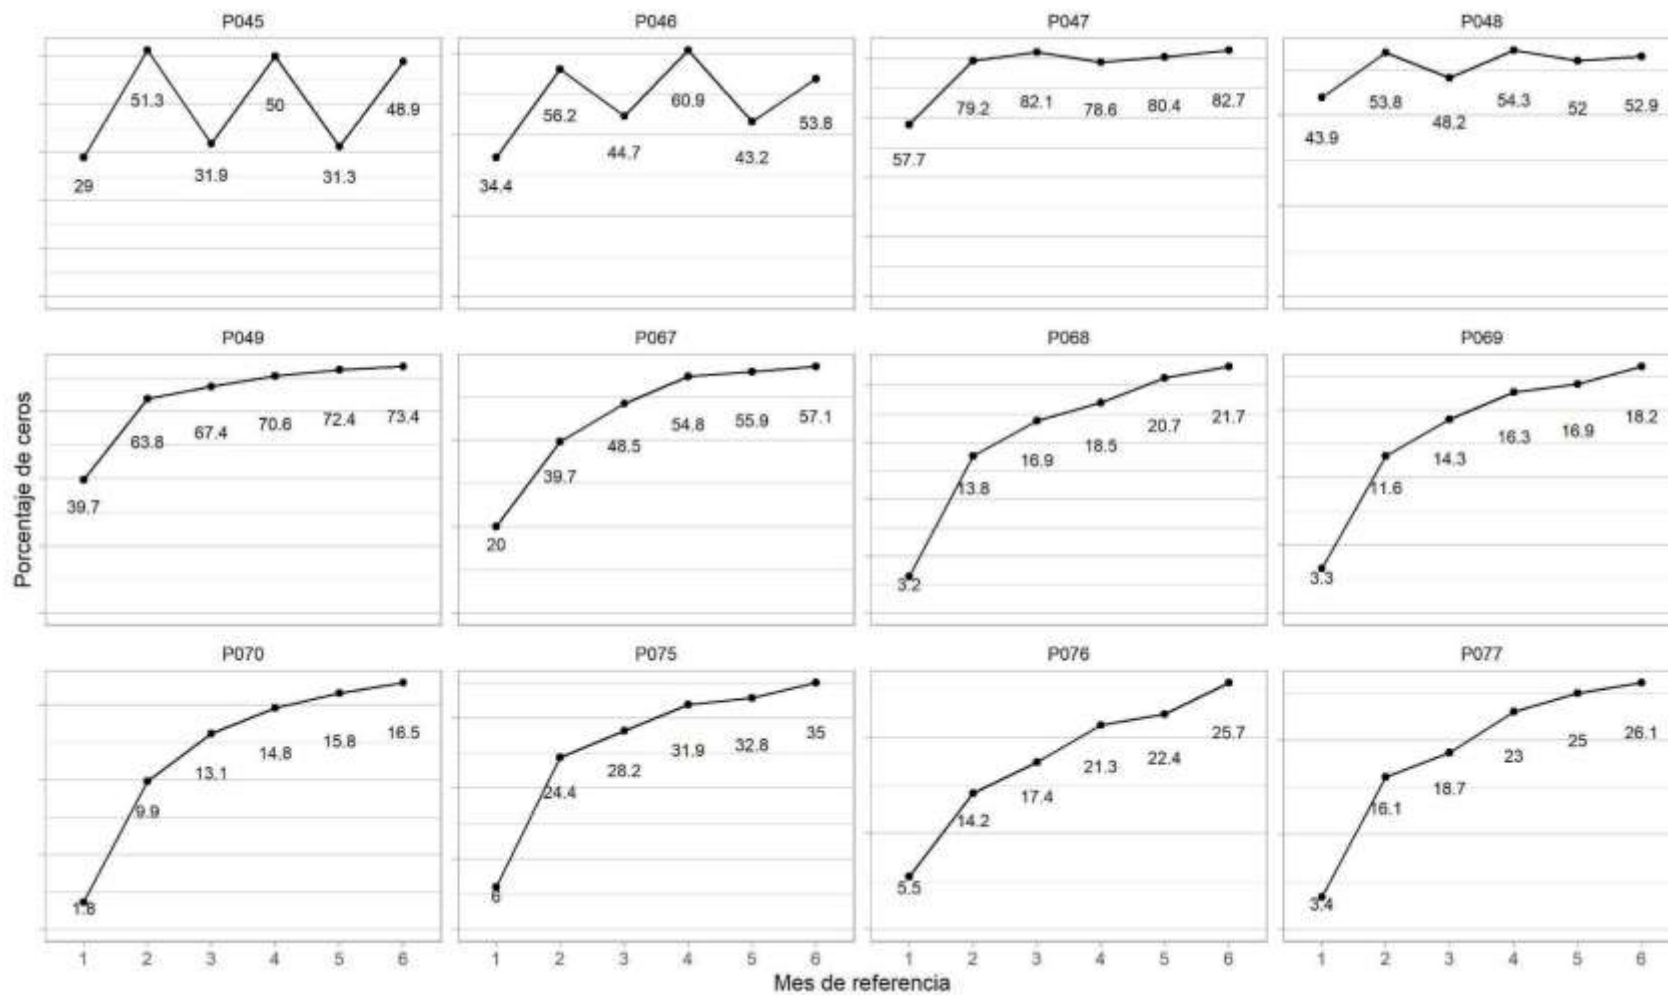 P045 P046 P047 P048
51.3 50 48.9 29 31.9 31.3
56.2 60.9 53.8 34.4 44.7 43.2
79.2 82.1 78.6 80.4 82.7 57.7
53.8 54.3 52 52.9 43.9 48.2
P049 P067 P068 P069
39.7 63.8 67.4 70.6 72.4 73.4
20 39.7 48.5 54.8 55.9 57.1
3.2 13.8 16.9 18.5 20.7 21.7
3.3 11.6 14.3 16.3 16.9 18.2
Porcentaje de ceros
P070 P075 P076 P077
1.8 9.9 13.1 14.8 15.8 16.5
6 24.4 28.2 31.9 32.8 35
5.5 14.2 17.4 21.3 22.4 25.7
3.4 16.1 18.7 23 25 26.1
1 2 3 4 5 6 1 2 3 4 5 6 1 2 3 4 5 6 1 2 3 4 5 6
Mes de referencia